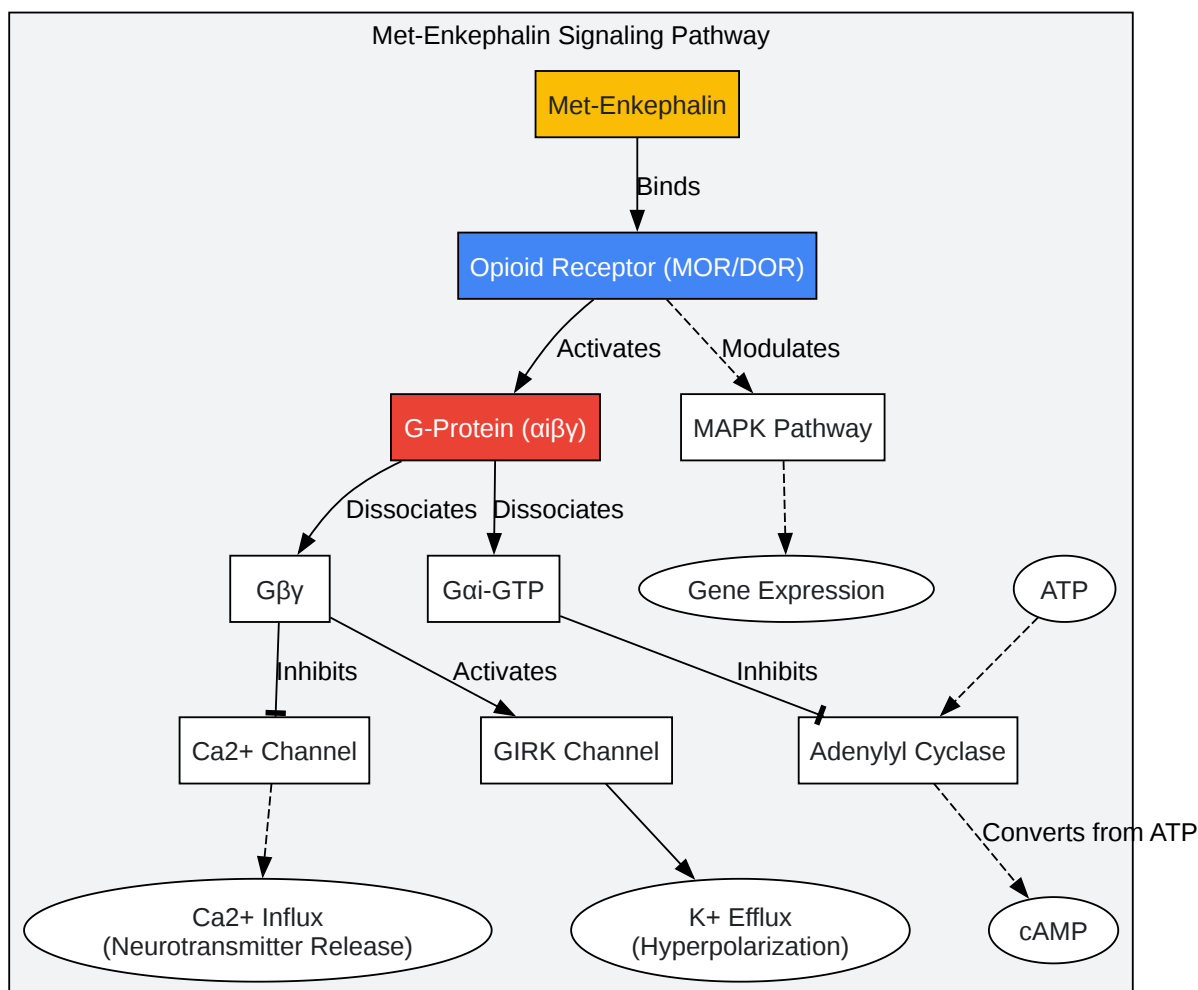 Met-Enkephalin Signaling Pathway
Met-Enkephalin
Binds
Opioid Receptor (MOR/DOR)
Activates
Modulates
G-Protein (αiβγ)
MAPK Pathway
Dissociates
Dissociates
Gβγ
Gαi-GTP
Gene Expression
ATP
Inhibits
Activates
Inhibits
Ca2+ Channel
GIRK Channel
Adenylyl Cyclase
Converts from ATP
Ca2+ Influx
(Neurotransmitter Release)
K+ Efflux
(Hyperpolarization)
cAMP